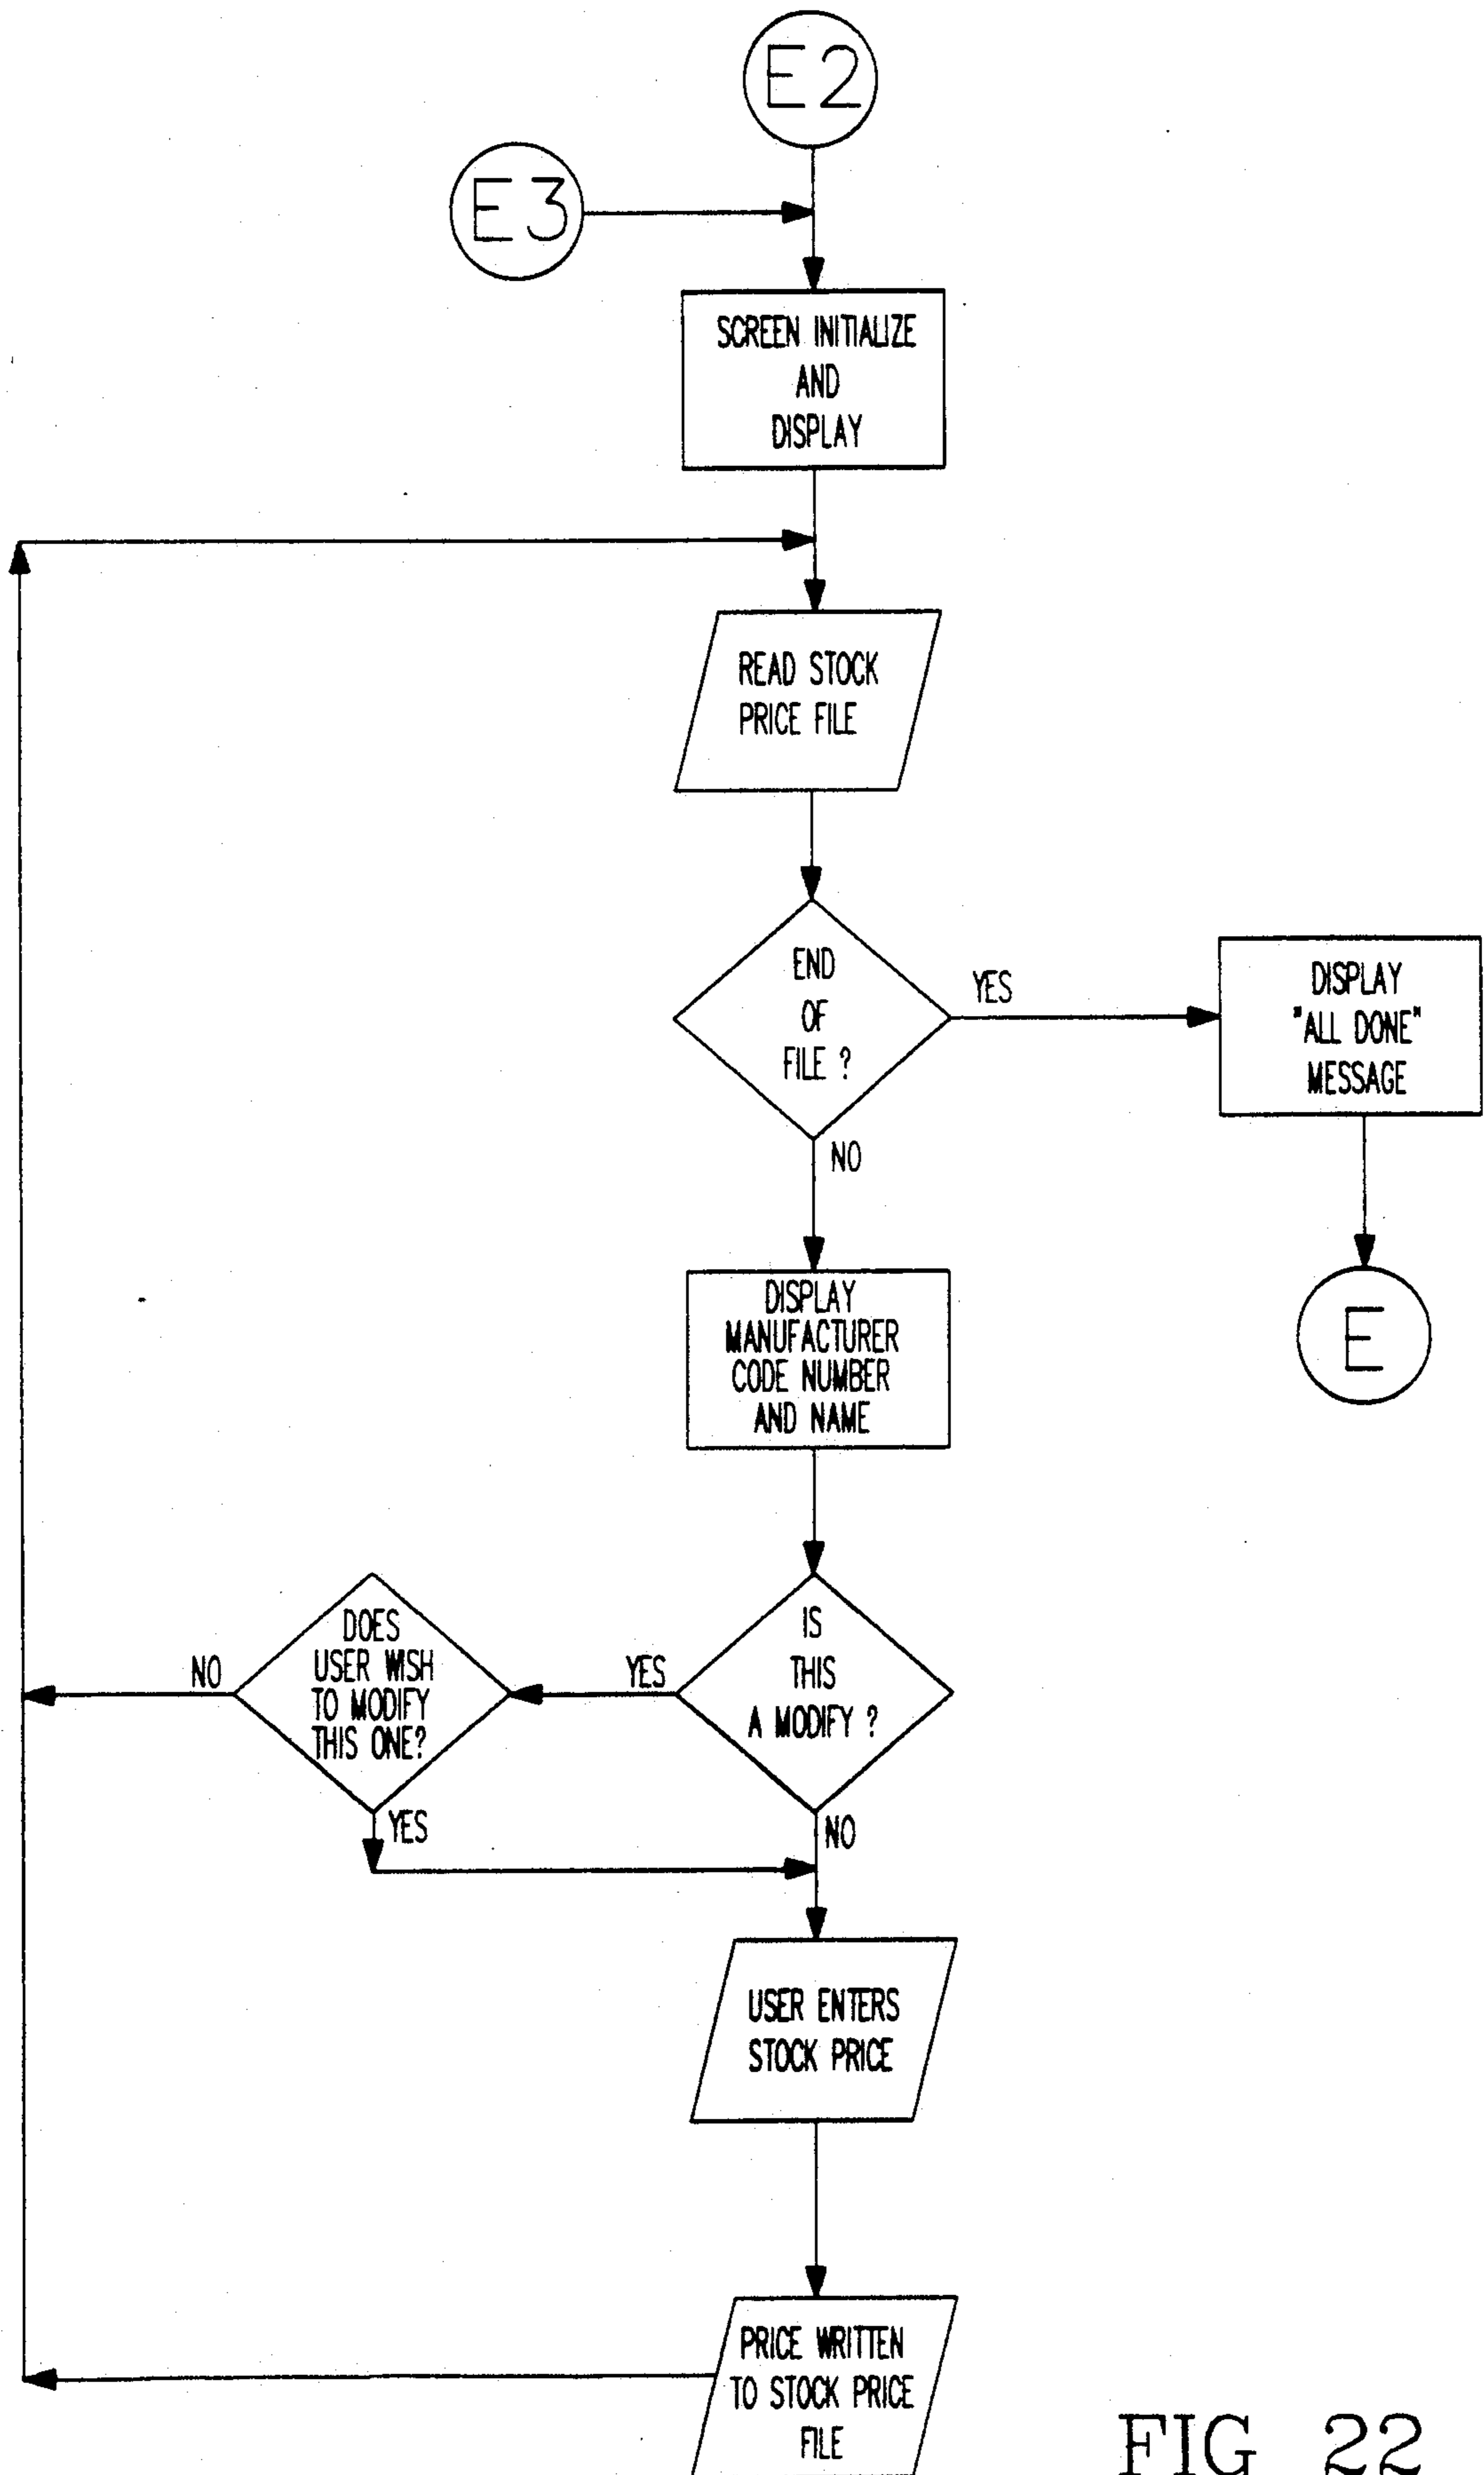 E2
E3
SCREEN INITIALIZE
AND
DISPLAY
READ STOCK
PRICE FILE
END
OF
FILE ?
YES
NO
DISPLAY
"ALL DONE"
MESSAGE
E
DISPLAY
MANUFACTURER
CODE NUMBER
AND NAME
IS
THIS
A MODIFY ?
YES
NO
DOES
USER WISH
TO MODIFY
THIS ONE?
NO
YES
USER ENTERS
STOCK PRICE
PRICE WRITTEN
TO STOCK PRICE
FILE
FIG 22